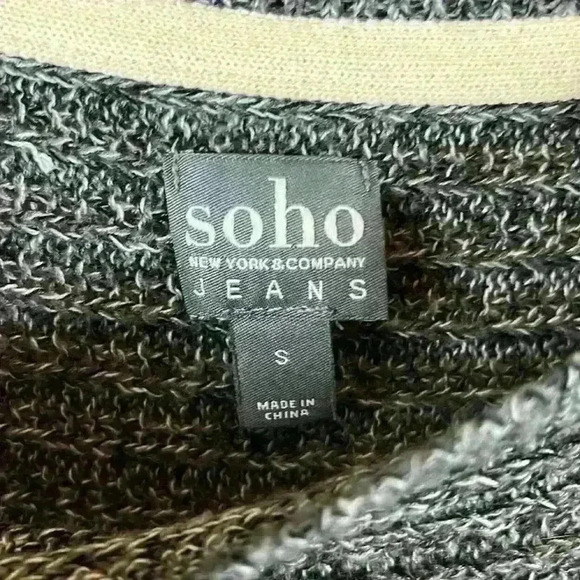 soho
NEW YORK & COMPANY
JEANS
S
MADE IN
CHINA